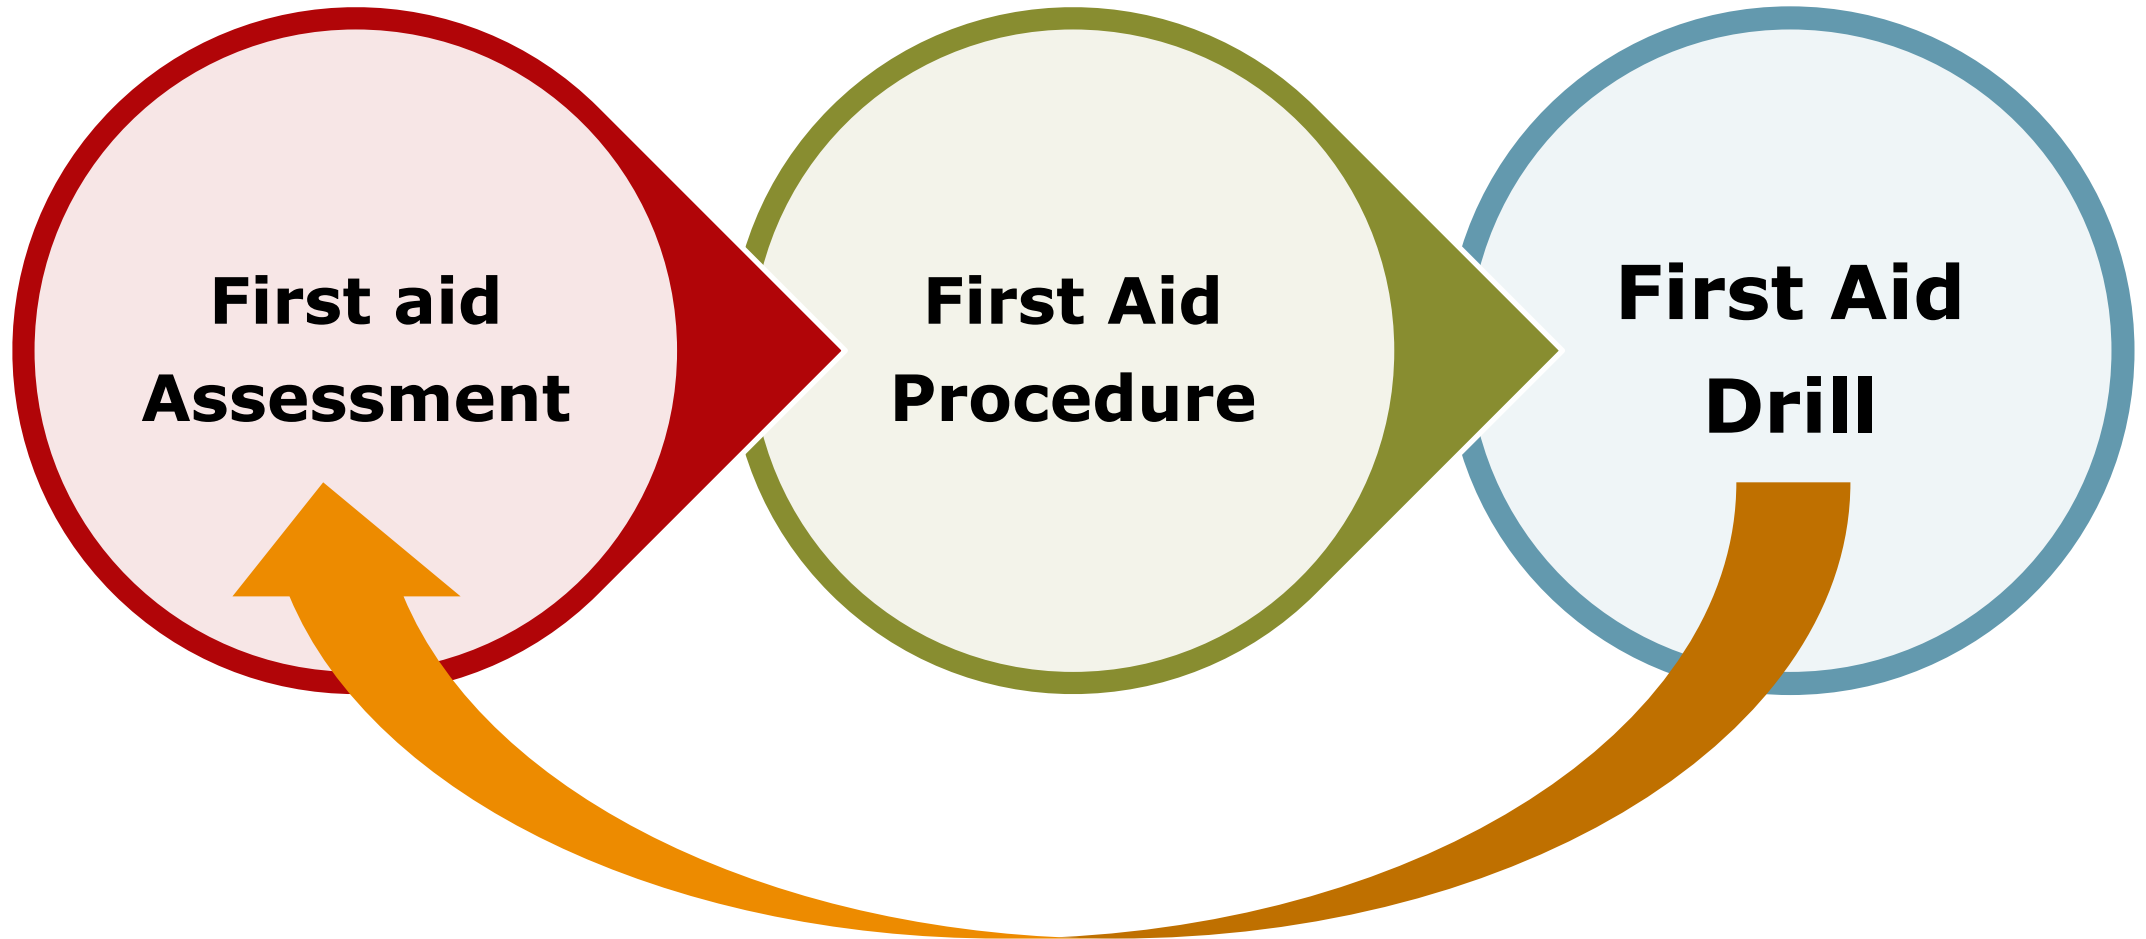 First aid
Assessment
First Aid
Procedure
First Aid
Drill